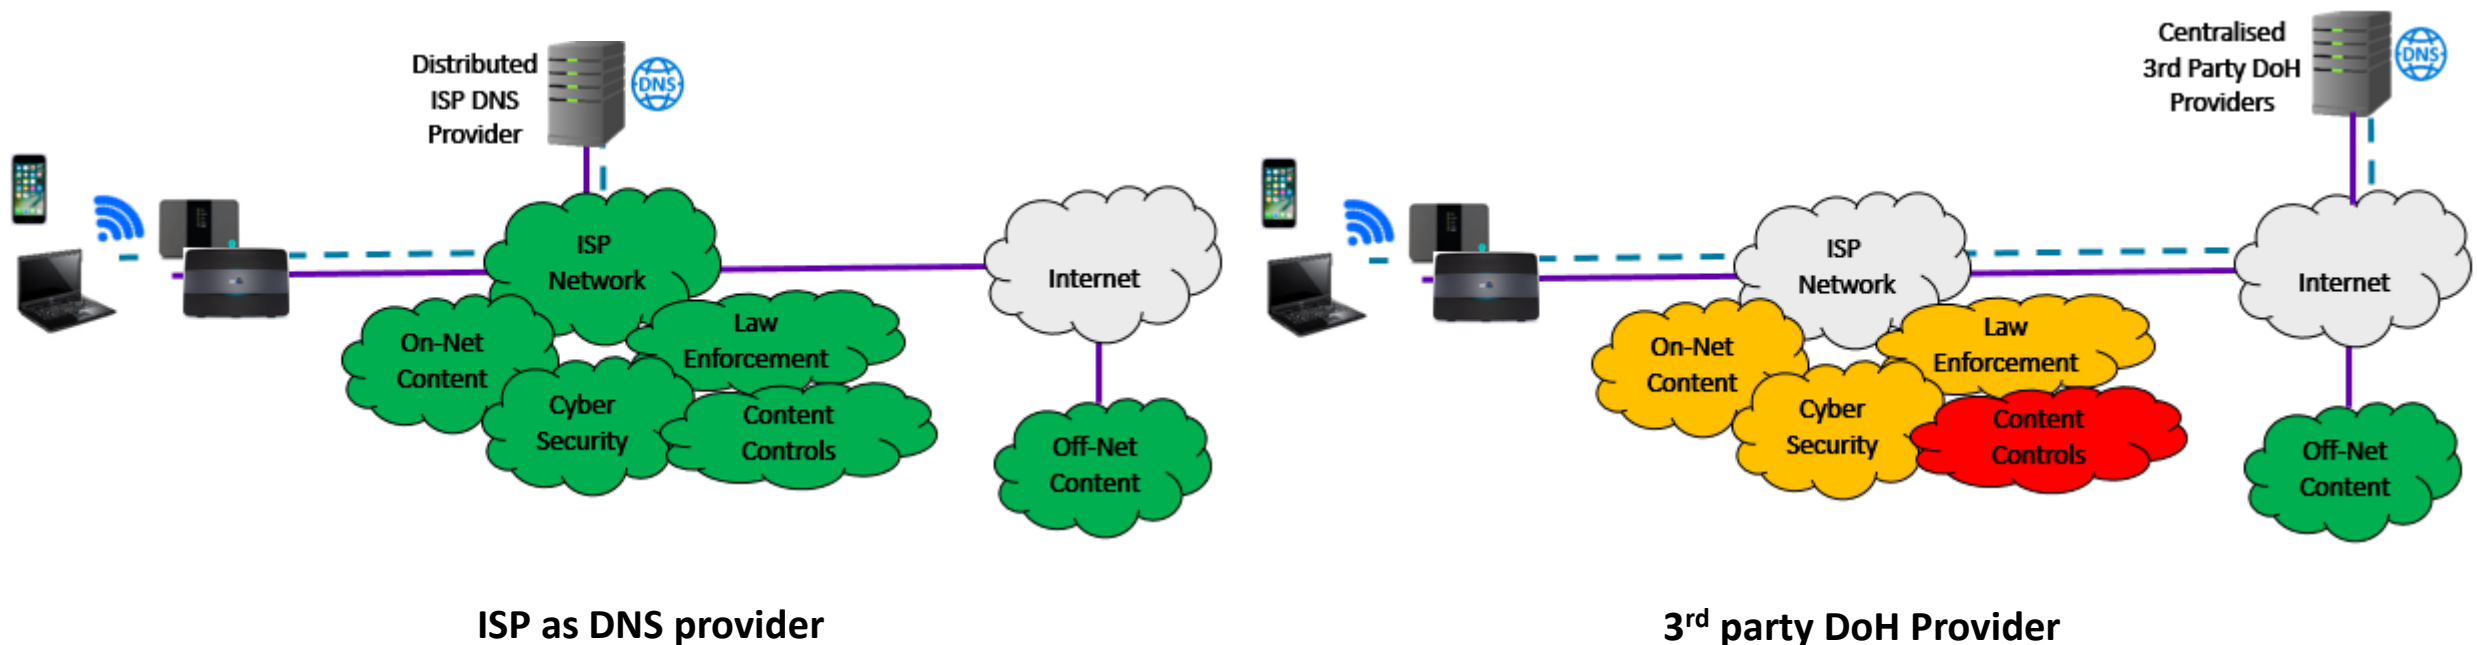 Distributed
ISP DNS
Provider
DNS
ISP
Network
On-Net
Content
Law
Enforcement
Cyber
Security
Content
Controls
Internet
Off-Net
Content
ISP as DNS provider
Centralised
3rd Party DoH
Providers
DNS
ISP
Network
On-Net
Content
Law
Enforcement
Cyber
Security
Content
Controls
Internet
Off-Net
Content
3rd party DoH Provider